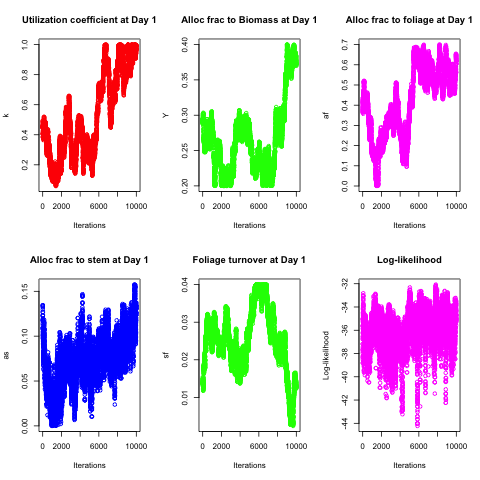 Utilization coefficient at Day 1
Alloc frac to Biomass at Day 1
Alloc frac to foliage at Day 1
k
0.2 0.4 0.6 0.8 1.0
0 2000 6000 10000
Iterations
Y
0.20 0.25 0.30 0.35 0.40
0 2000 6000 10000
Iterations
af
0.0 0.1 0.2 0.3 0.4 0.5 0.6 0.7
0 2000 6000 10000
Iterations
Alloc frac to stem at Day 1
Foliage turnover at Day 1
Log-likelihood
as
0.00 0.05 0.10 0.15
0 2000 6000 10000
Iterations
sf
0.01 0.02 0.03 0.04
0 2000 6000 10000
Iterations
Log-likelihood
-44 -42 -40 -38 -36 -34 -32
0 2000 6000 10000
Iterations